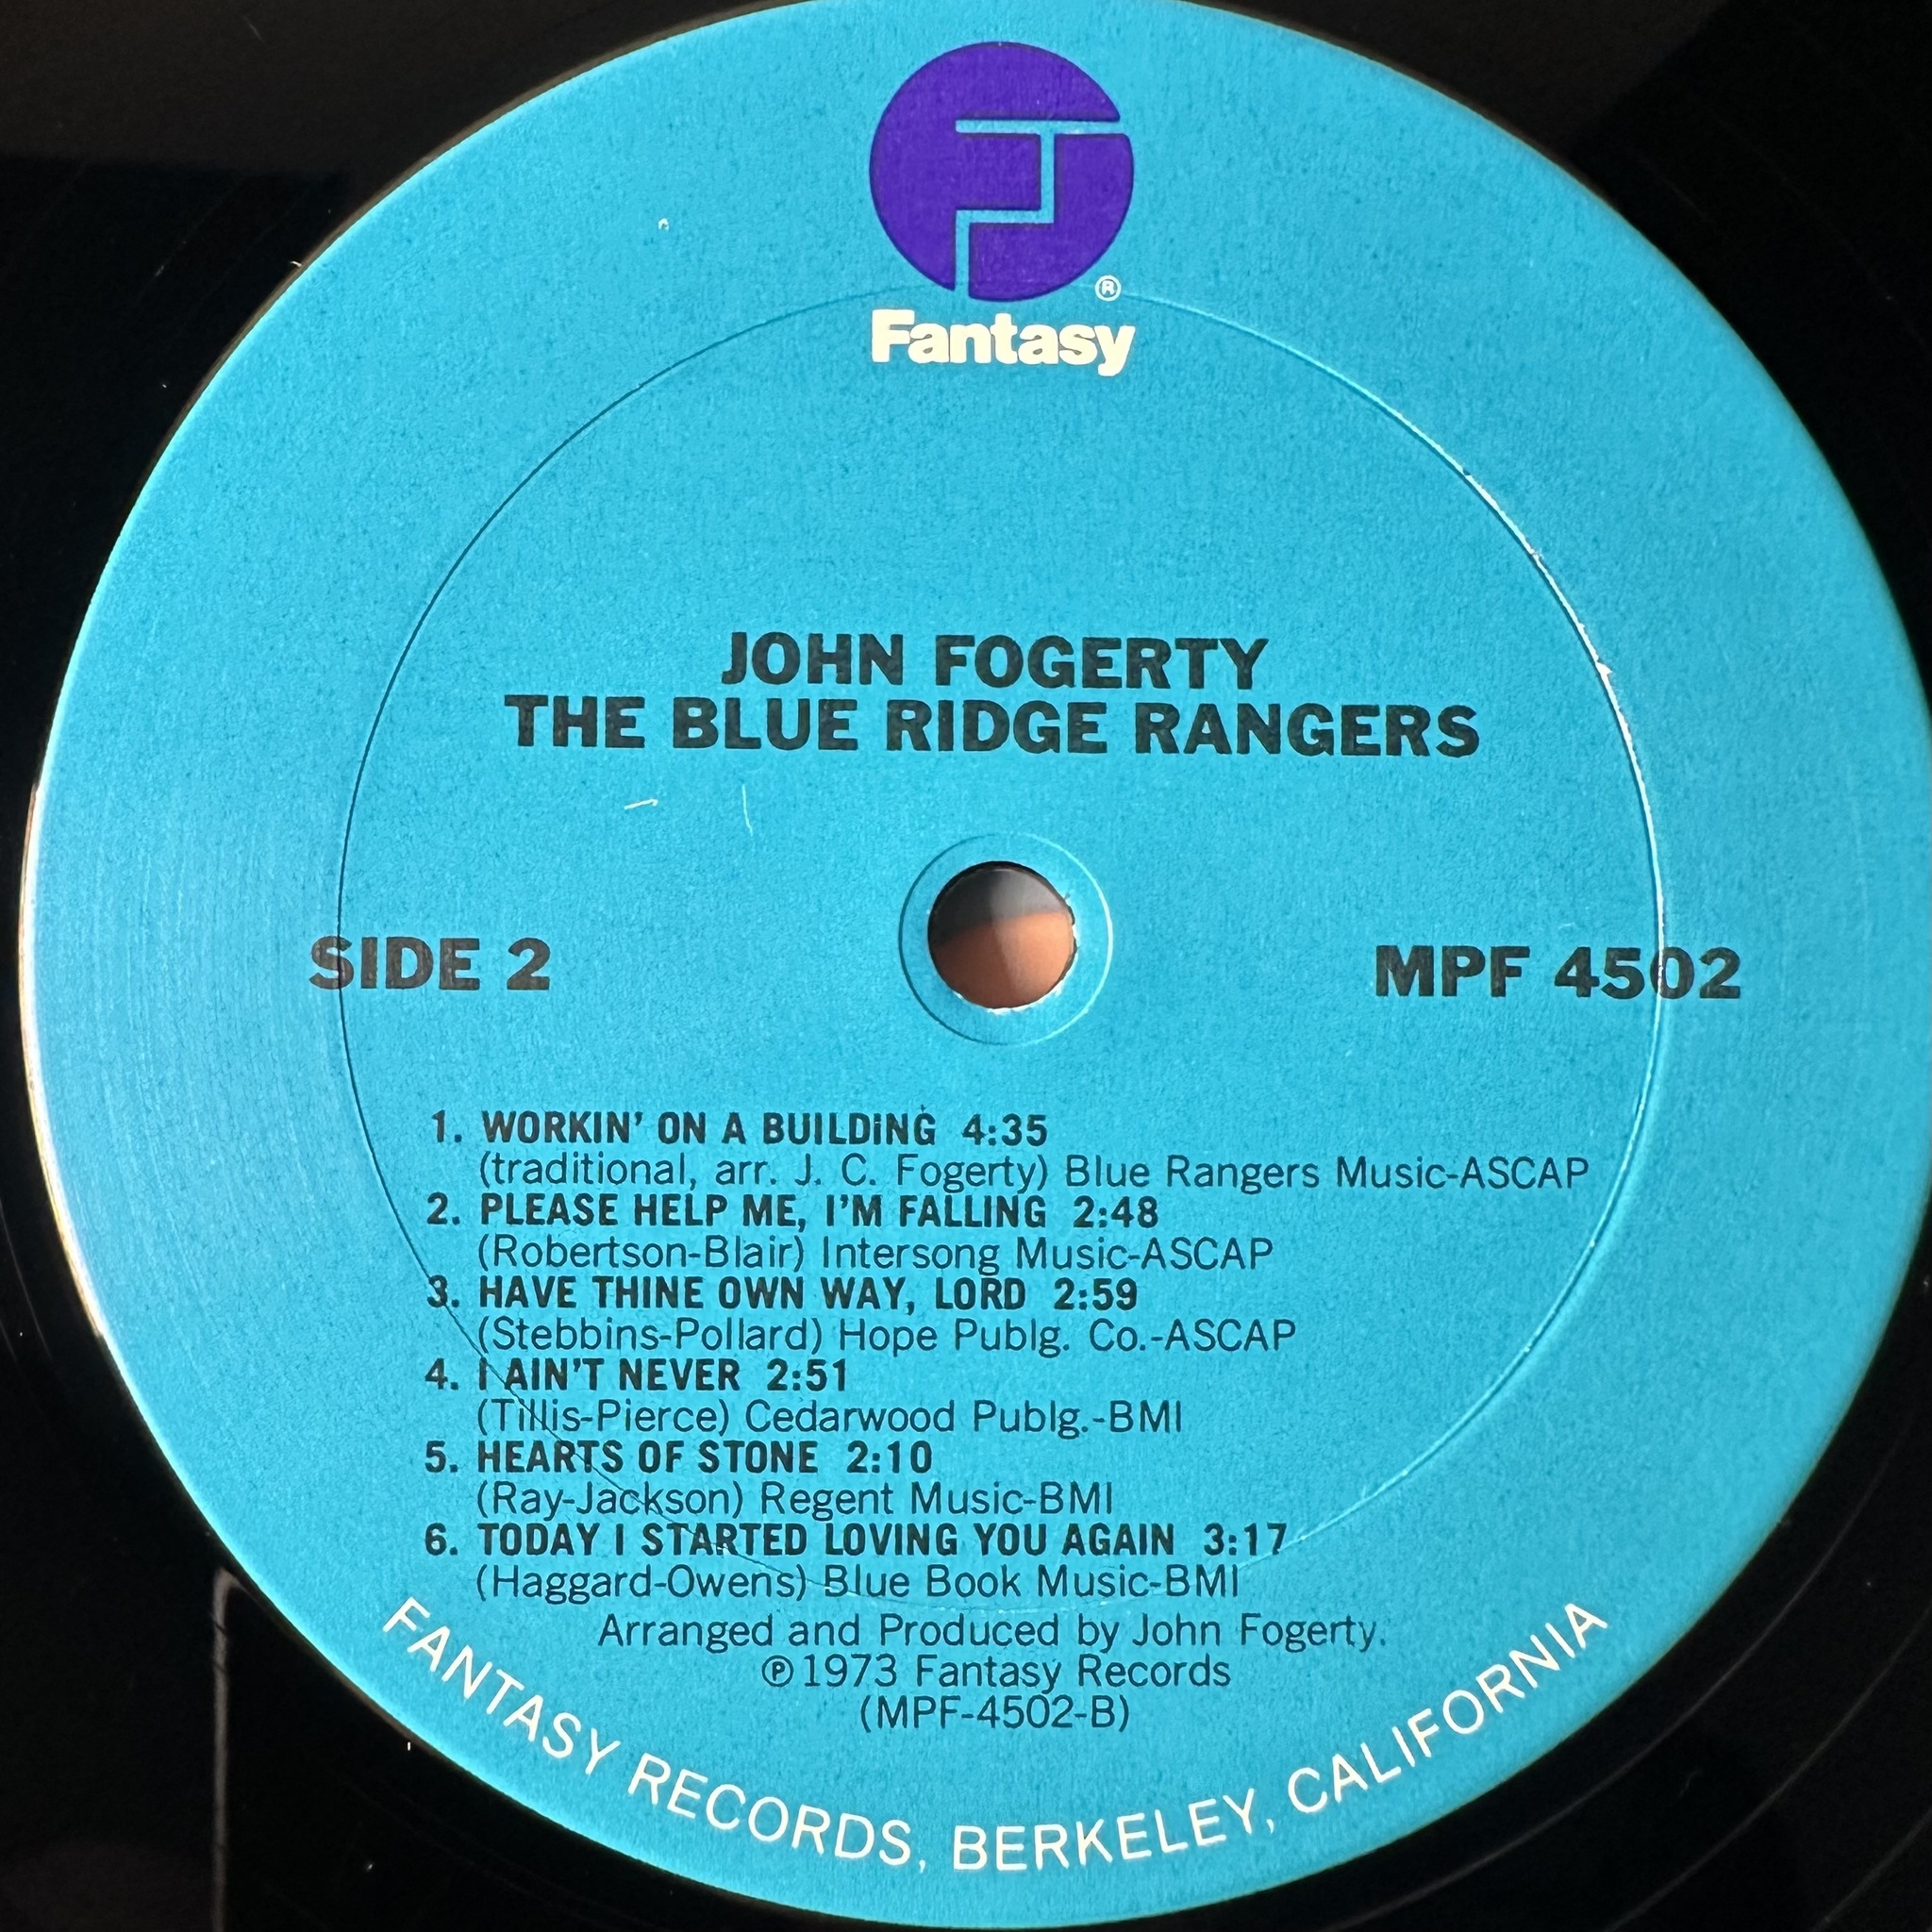 ®
Fantasy
JOHN FOGERTY
THE BLUE RIDGE RANGERS
SIDE 2
MPF 4502
1. WORKIN' ON A BUILDING 4:35
(traditional, arr. J. C. Fogerty) Blue Rangers Music-ASCAP
2. PLEASE HELP ME, I'M FALLING 2:48
(Robertson-Blair) Intersong Music-ASCAP
3. HAVE THINE OWN WAY, LORD 2:59
(Stebbins-Pollard) Hope Publg. Co.-ASCAP
4. I AIN'T NEVER 2:51
(Tillis-Pierce) Cedarwood Publg.-BMI
5. HEARTS OF STONE 2:10
(Ray-Jackson) Regent Music-BMI
6. TODAY I STARTED LOVING YOU AGAIN 3:17
(Haggard-Owens) Blue Book Music-BMI
Arranged and Produced by John Fogerty.
℗1973 Fantasy Records
(MPF-4502-B)
FANTASY RECORDS, BERKELEY, CALIFORNIA